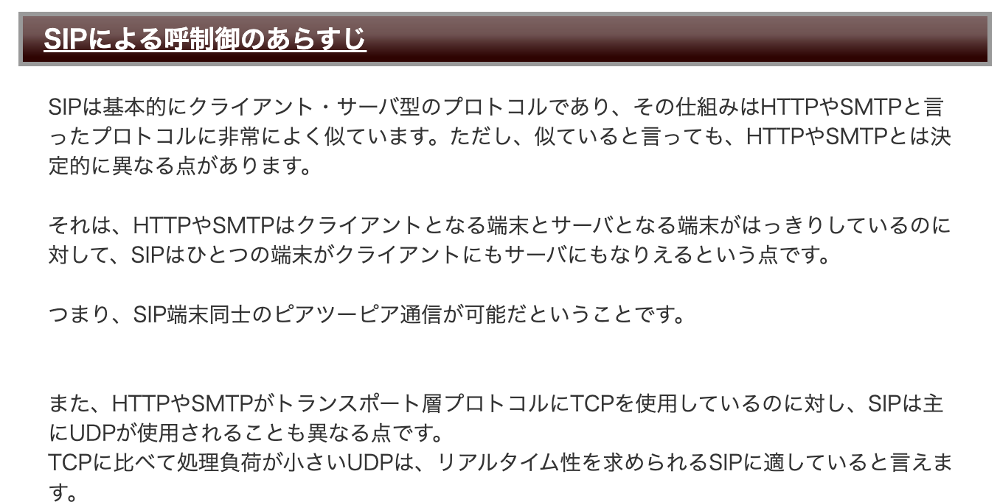 SIPによる呼制御のあらすじ
SIPは基本的にクライアント・サーバ型のプロトコルであり、その仕組みはHTTPやSMTPと言
ったプロトコルに非常によく似ています。ただし、似ていると言っても、HTTPやSMTPとは決
定的に異なる点があります。
それは、HTTPやSMTPはクライアントとなる端末とサーバとなる端末がはっきりしているのに
対して、SIPはひとつの端末がクライアントにもサーバにもなりえるという点です。
つまり、SIP端末同士のピアツーピア通信が可能だということです。
また、HTTPやSMTPがトランスポート層プロトコルにTCPを使用しているのに対し、SIPは主
にUDPが使用されることも異なる点です。
TCPに比べて処理負荷が小さいUDPは、リアルタイム性を求められるSIPに適していると言えま
す。